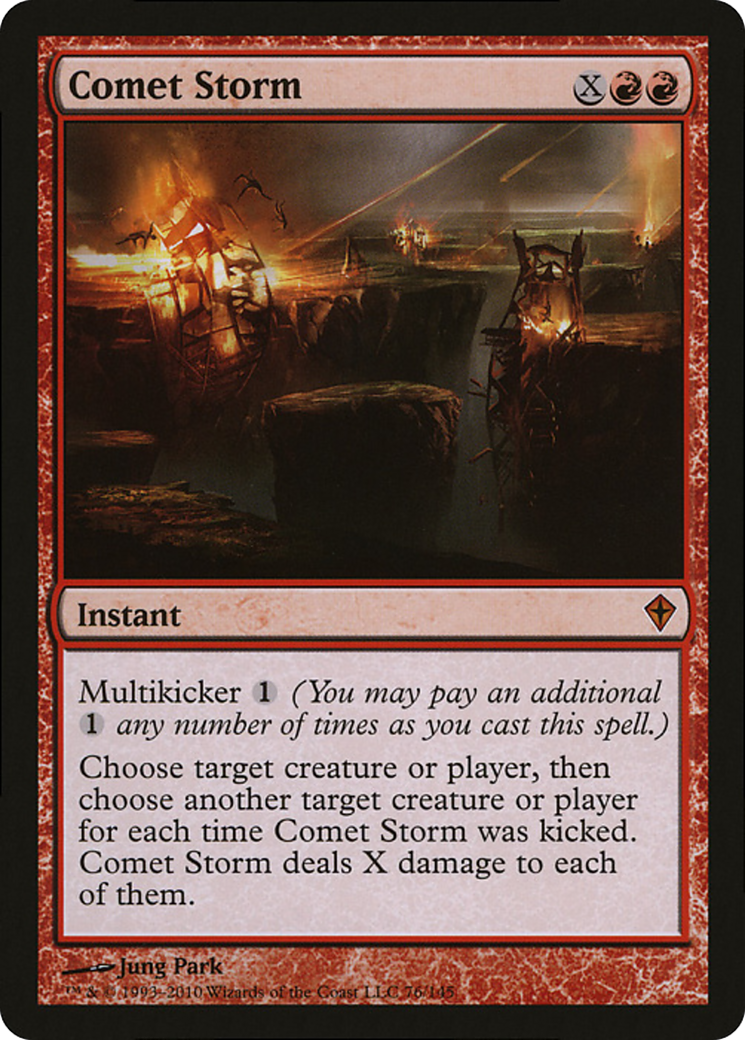 Comet Storm X
Instant
Multikicker 1 (You may pay an additional
1 any number of times as you cast this spell.)
Choose target creature or player, then
choose another target creature or player
for each time Comet Storm was kicked.
Comet Storm deals X damage to each
of them.
Jung Park
™ & © 1993–2010 Wizards of the Coast LLC 76/145